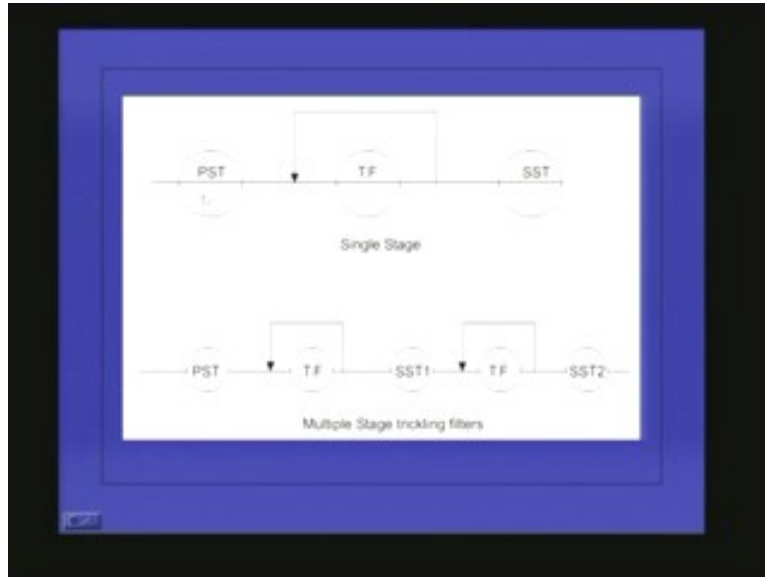 PST T.F SST
Single Stage
PST T.F SST1 T.F SST2
Multiple Stage trickling filters